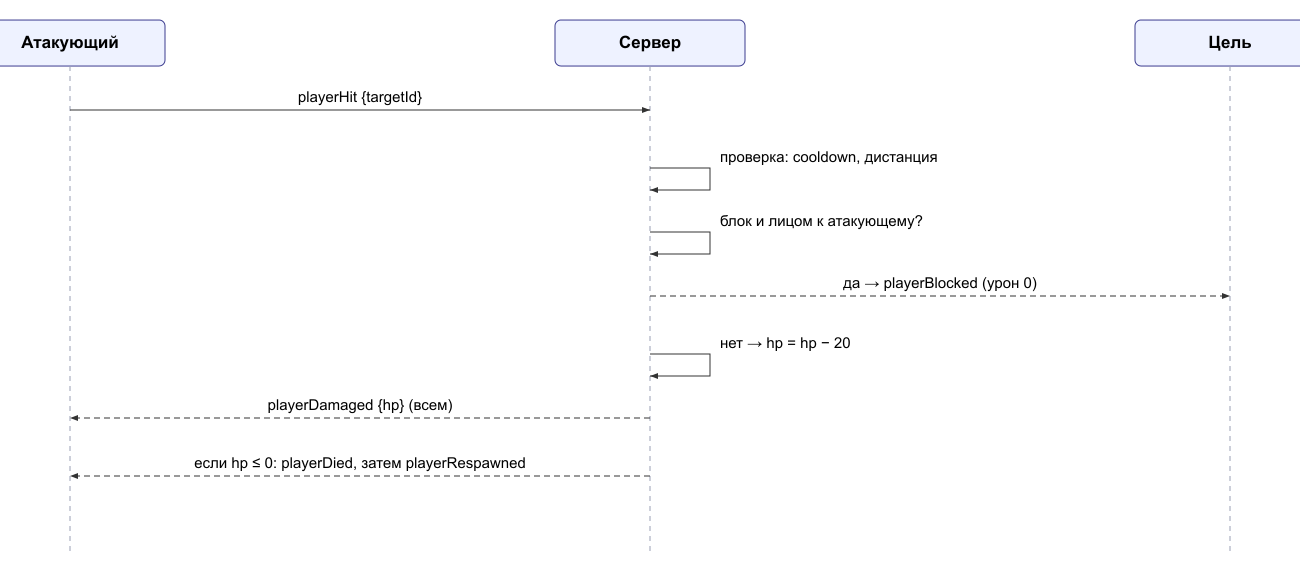 Атакующий
Сервер
Цель
playerHit {targetId}
проверка: cooldown, дистанция
блок и лицом к атакующему?
да → playerBlocked (урон 0)
нет → hp = hp − 20
playerDamaged {hp} (всем)
если hp ≤ 0: playerDied, затем playerRespawned